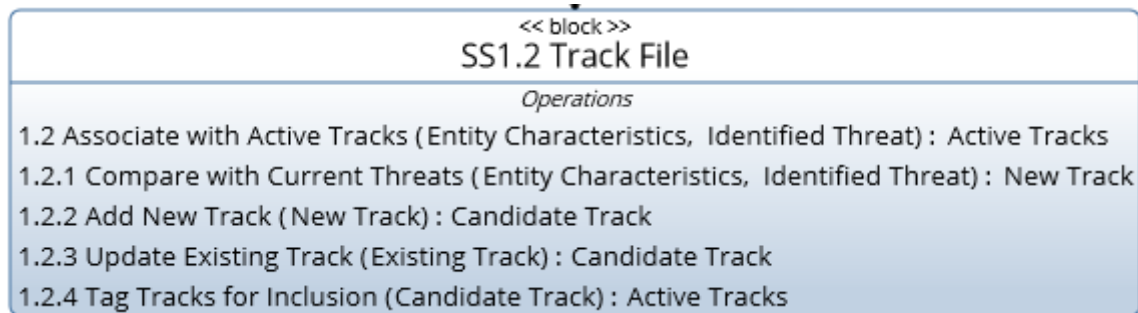 << block >>
SS1.2 Track File
Operations
1.2 Associate with Active Tracks (Entity Characteristics, Identified Threat) : Active Tracks
1.2.1 Compare with Current Threats (Entity Characteristics, Identified Threat) : New Track
1.2.2 Add New Track (New Track) : Candidate Track
1.2.3 Update Existing Track (Existing Track) : Candidate Track
1.2.4 Tag Tracks for Inclusion (Candidate Track) : Active Tracks